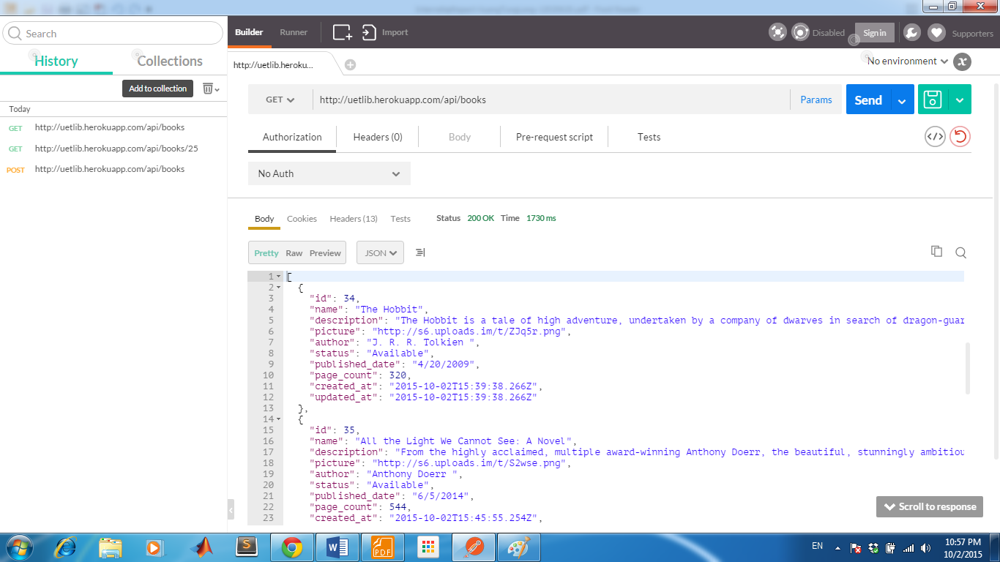 Search
History Collections
Add to collection
Today
GET http://uetlib.herokuapp.com/api/books
GET http://uetlib.herokuapp.com/api/books/25
POST http://uetlib.herokuapp.com/api/books
Builder Runner Import Disabled Sign in Supporters
http://uetlib.heroku... No environment
GET http://uetlib.herokuapp.com/api/books Params Send
Authorization Headers (0) Body Pre-request script Tests
No Auth
Body Cookies Headers (13) Tests Status 200 OK Time 1730 ms
Pretty Raw Preview JSON
1 [
2 {
3 "id": 34,
4 "name": "The Hobbit",
5 "description": "The Hobbit is a tale of high adventure, undertaken by a company of dwarves in search of dragon-guar
6 "picture": "http://s6.uploads.im/t/ZJq5r.png",
7 "author": "J. R. R. Tolkien ",
8 "status": "Available",
9 "published_date": "4/20/2009",
10 "page_count": 320,
11 "created_at": "2015-10-02T15:39:38.266Z",
12 "updated_at": "2015-10-02T15:39:38.266Z"
13 },
14 {
15 "id": 35,
16 "name": "All the Light We Cannot See: A Novel",
17 "description": "From the highly acclaimed, multiple award-winning Anthony Doerr, the beautiful, stunningly ambitiou
18 "picture": "http://s6.uploads.im/t/S2wse.png",
19 "author": "Anthony Doerr ",
20 "status": "Available",
21 "published_date": "6/5/2014",
22 "page_count": 544,
23 "created_at": "2015-10-02T15:45:55.254Z",
Scroll to response
PDF
EN 10:57 PM
10/2/2015